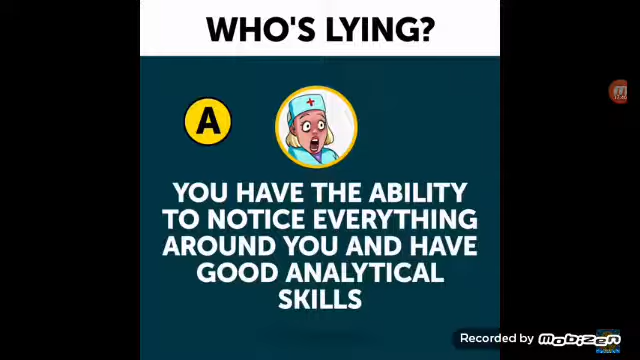 WHO'S LYING?
A
YOU HAVE THE ABILITY
TO NOTICE EVERYTHING
AROUND YOU AND HAVE
GOOD ANALYTICAL
SKILLS
Recorded by mobizen